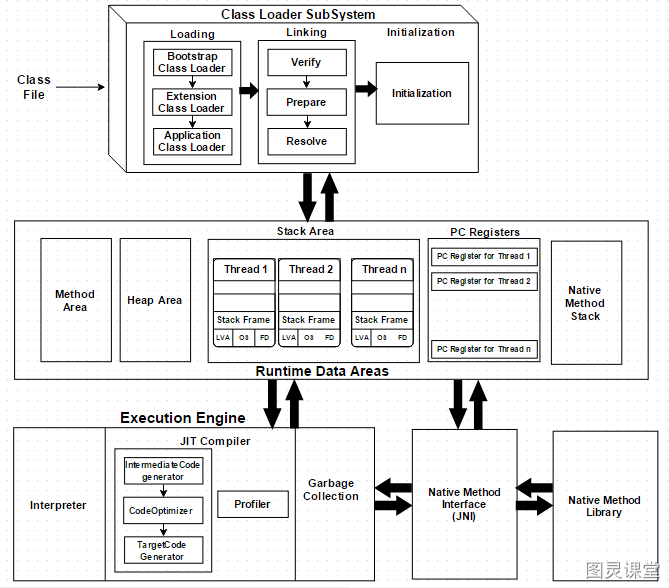 Class Loader SubSystem
Loading
Linking
Initialization
Class
File
Bootstrap
Class Loader
Extension
Class Loader
Application
Class Loader
Verify
Prepare
Resolve
Initialization
Stack Area
PC Registers
Method
Area
Heap Area
Thread 1
Thread 2
Thread n
Stack Frame
Stack Frame
Stack Frame
LVA OS FD
LVA OS FD
LVA OS FD
PC Register for Thread 1
PC Register for Thread 2
PC Register for Thread n
Native
Method
Stack
Runtime Data Areas
Execution Engine
JIT Compiler
Interpreter
IntermediateCode
generator
CodeOptimizer
TargetCode
Generator
Profiler
Garbage
Collection
Native Method
Interface
(JNI)
Native Method
Library
图灵课堂